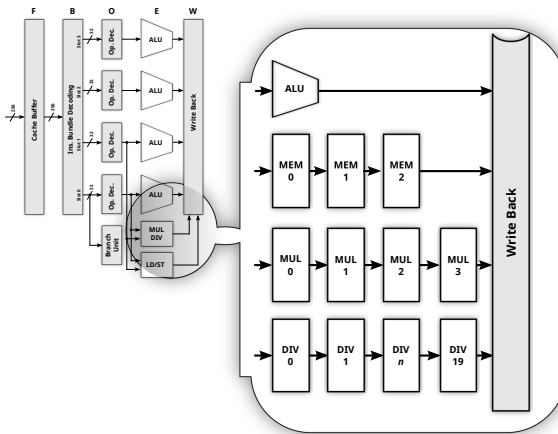 F B O E W
256
Cache Buffer
256
Ins. Bundle Decoding
Slot 3
32
Op. Dec.
ALU
Slot 2
32
Op. Dec.
ALU
Slot 1
32
Op. Dec.
ALU
Slot 0
32
Op. Dec.
ALU
Branch
Unit
MUL
DIV
LD/ST
Write Back
ALU
MEM
0
MEM
1
MEM
2
MUL
0
MUL
1
MUL
2
MUL
3
DIV
0
DIV
1
DIV
n
DIV
19
Write Back